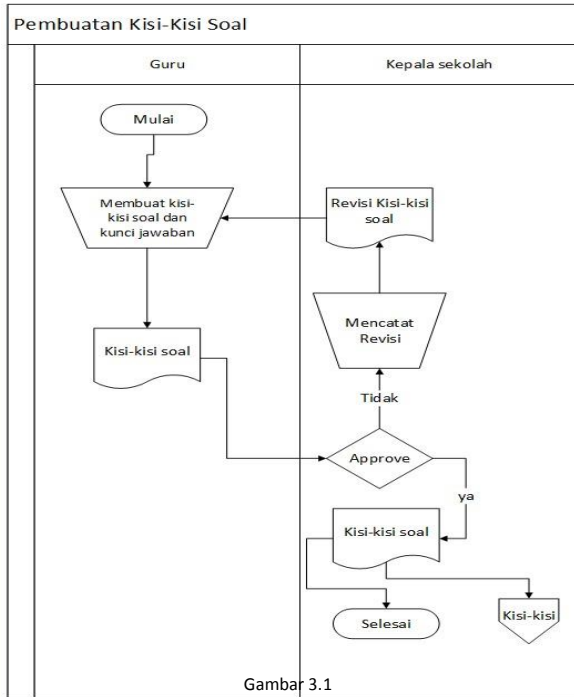 Pembuatan Kisi-Kisi Soal
Guru
Kepala sekolah
Mulai
Membuat kisi-
kisi soal dan
kunci jawaban
Revisi Kisi-kisi
soal
Mencatat
Revisi
Kisi-kisi soal
Tidak
Approve
ya
Kisi-kisi soal
Selesai
Kisi-kisi
Gambar 3.1